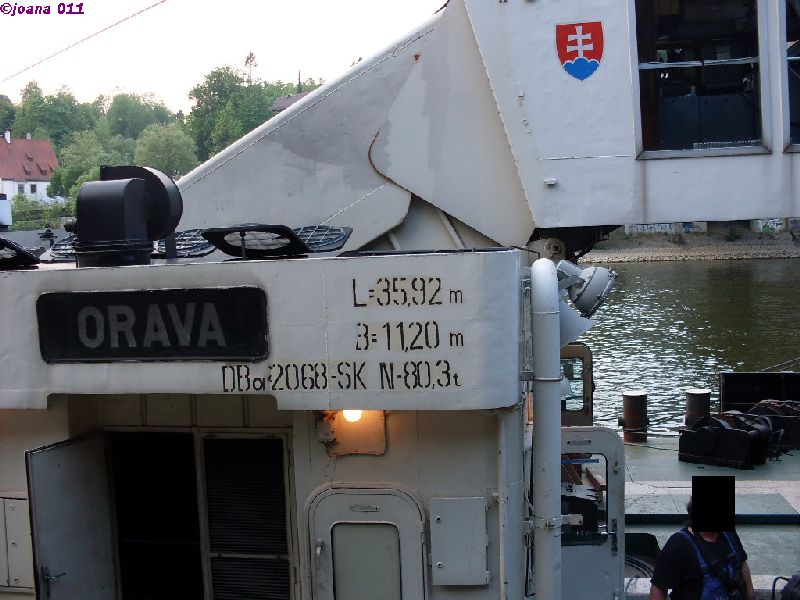 ©joana 011
ORAVA
L=35,92 m
B=11,20 m
DBa-2068-SK N-80,3t